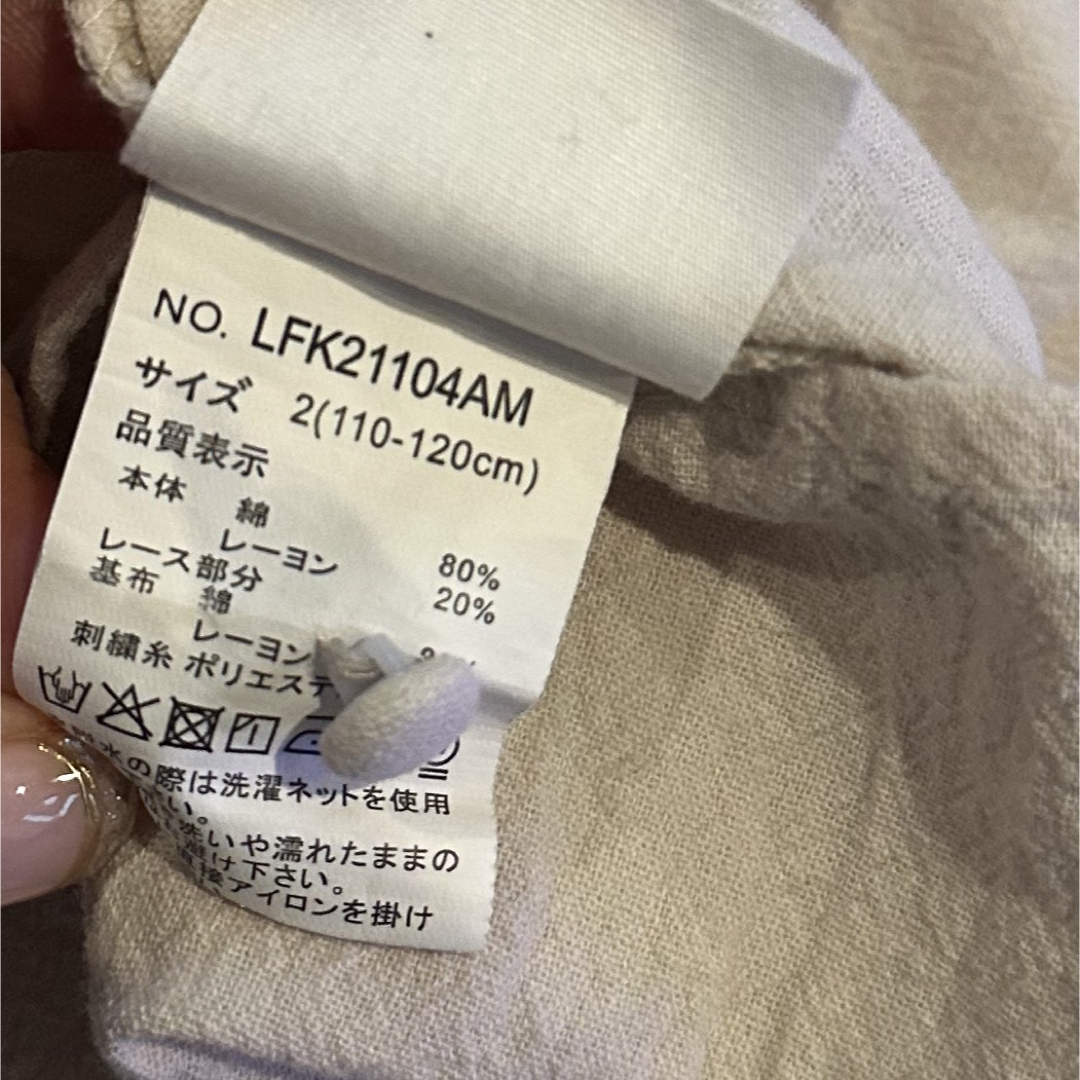 NO. LFK21104AM
サイズ 2(110-120cm)
品質表示
本体 綿 80%
レーヨン 20%
レース部分
基布 綿
レーヨン
刺繍糸 ポリエステ
水の際は洗濯ネットを使用
い。
洗いや濡れたままの
け下さい。
アイロンを掛け